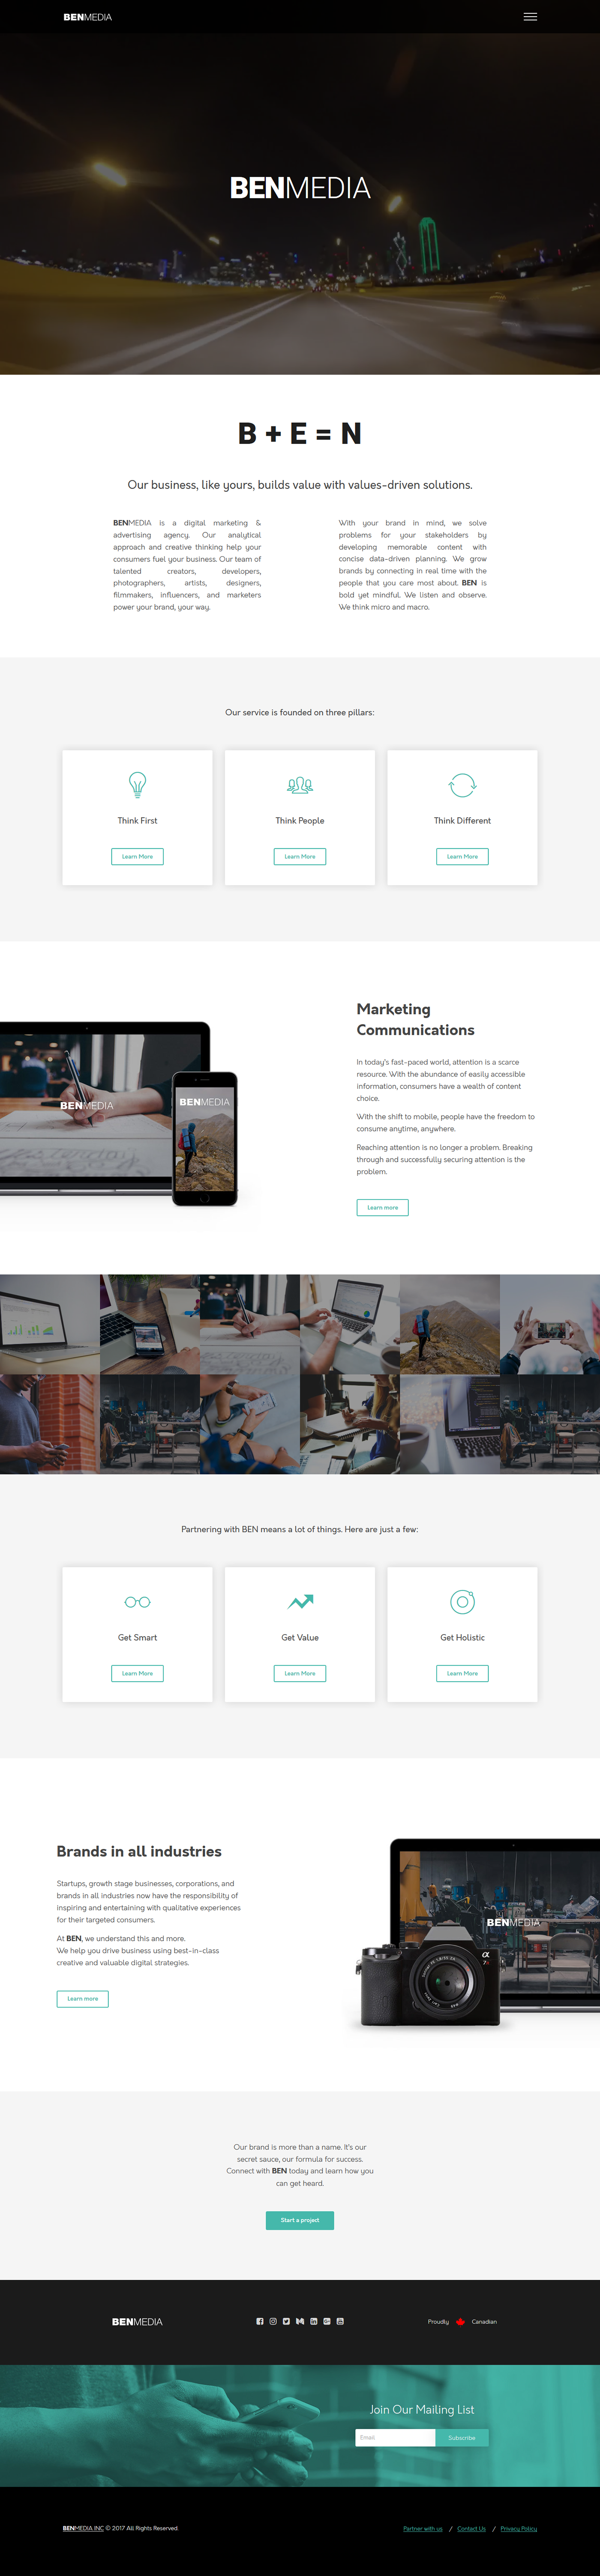 BENMEDIA
BENMEDIA
B + E = N
Our business, like yours, builds value with values-driven solutions.
BENMEDIA is a digital marketing &
advertising agency. Our analytical
approach and creative thinking help your
consumers fuel your business. Our team of
talented creators, developers,
photographers, artists, designers,
filmmakers, influencers, and marketers
power your brand, your way.
With your brand in mind, we solve
problems for your stakeholders by
developing memorable content with
concise data-driven planning. We grow
brands by connecting in real time with the
people that you care most about. BEN is
bold yet mindful. We listen and observe.
We think micro and macro.
Our service is founded on three pillars:
Think First
Learn More
Think People
Learn More
Think Different
Learn More
BENMEDIA
BENMEDIA
Marketing
Communications
In today's fast-paced world, attention is a scarce
resource. With the abundance of easily accessible
information, consumers have a wealth of content
choice.
With the shift to mobile, people have the freedom to
consume anytime, anywhere.
Reaching attention is no longer a problem. Breaking
through and successfully securing attention is the
problem.
Learn more
Partnering with BEN means a lot of things. Here are just a few:
Get Smart
Learn More
Get Value
Learn More
Get Holistic
Learn More
Brands in all industries
Startups, growth stage businesses, corporations, and
brands in all industries now have the responsibility of
inspiring and entertaining with qualitative experiences
for their targeted consumers.
At BEN, we understand this and more.
We help you drive business using best-in-class
creative and valuable digital strategies.
Learn more
BENMEDIA
Our brand is more than a name. It's our
secret sauce, our formula for success.
Connect with BEN today and learn how you
can get heard.
Start a project
BENMEDIA
Proudly Canadian
Join Our Mailing List
Email
Subscribe
BENMEDIA INC © 2017 All Rights Reserved.
Partner with us / Contact Us / Privacy Policy